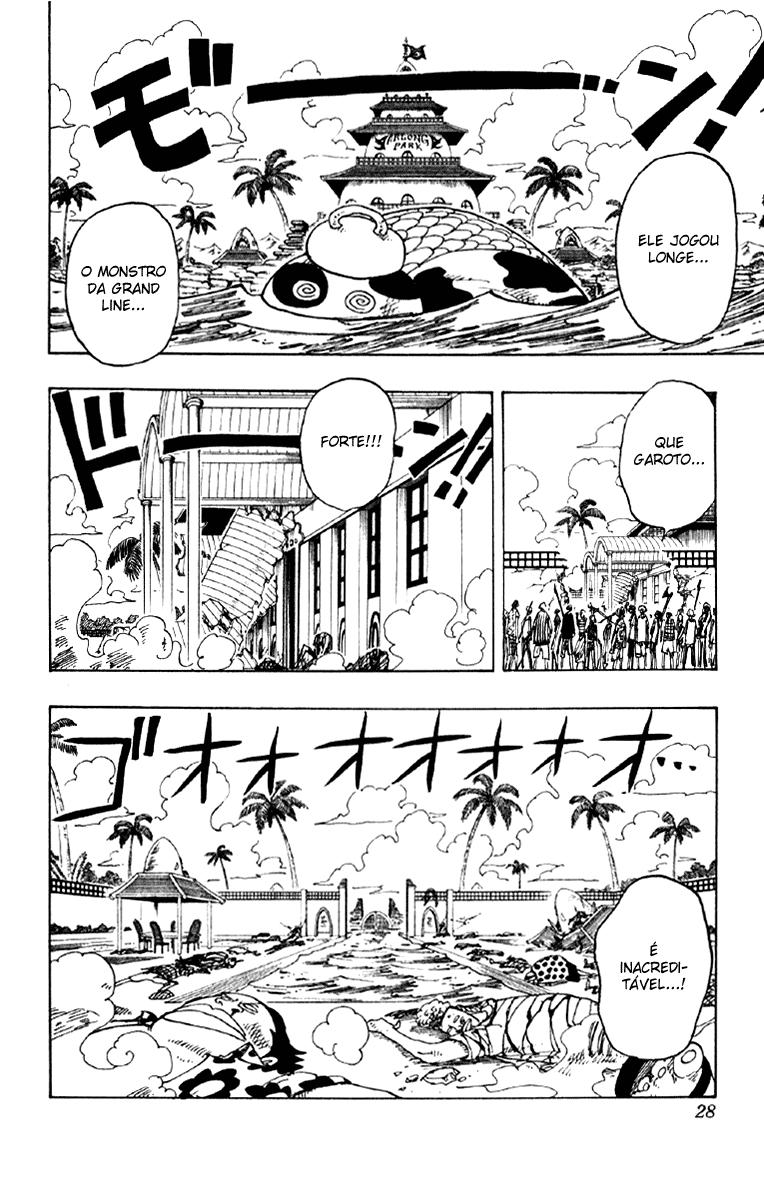 モ゛ーーーン!
ARLONG
PARK
ELE JOGOU
LONGE...
O MONSTRO
DA GRAND
LINE...
QUE
GAROTO...
ドーーン!!
FORTE!!!
ゴオオオオオオオ...
É
INACREDI-
TÁVEL...!
28